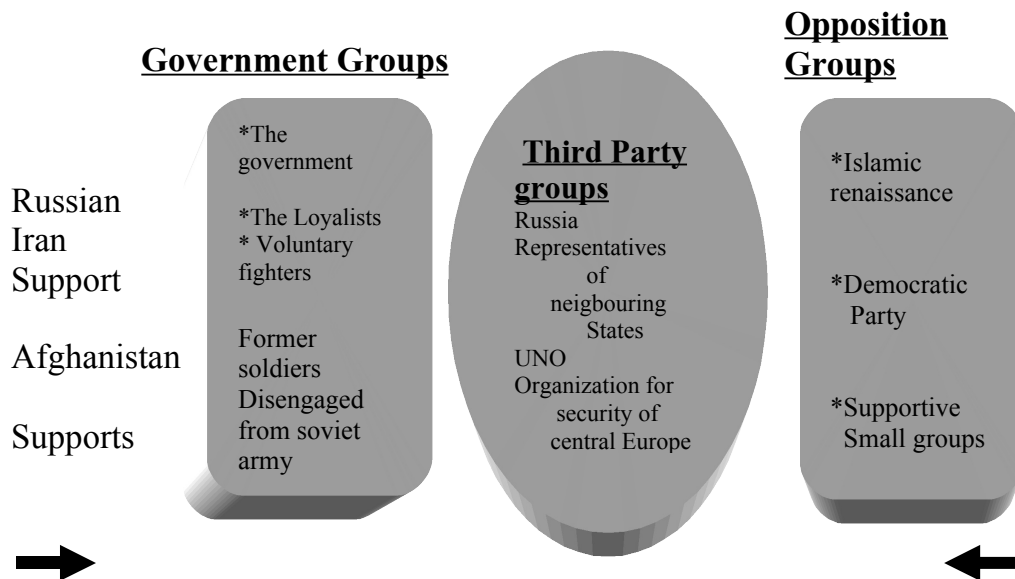 Government Groups
Opposition
Groups
Russian
Iran
Support
Afghanistan
Supports
*The
government
*The Loyalists
* Voluntary
fighters
Former
soldiers
Disengaged
from soviet
army
Third Party
groups
Russia
Representatives
of
neigbouring
States
UNO
Organization for
security of
central Europe
*Islamic
renaissance
*Democratic
Party
*Supportive
Small groups